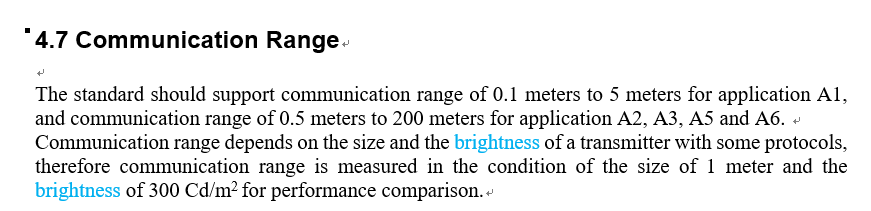 4.7 Communication Range
The standard should support communication range of 0.1 meters to 5 meters for application A1,
and communication range of 0.5 meters to 200 meters for application A2, A3, A5 and A6.
Communication range depends on the size and the brightness of a transmitter with some protocols,
therefore communication range is measured in the condition of the size of 1 meter and the
brightness of 300 Cd/m² for performance comparison.